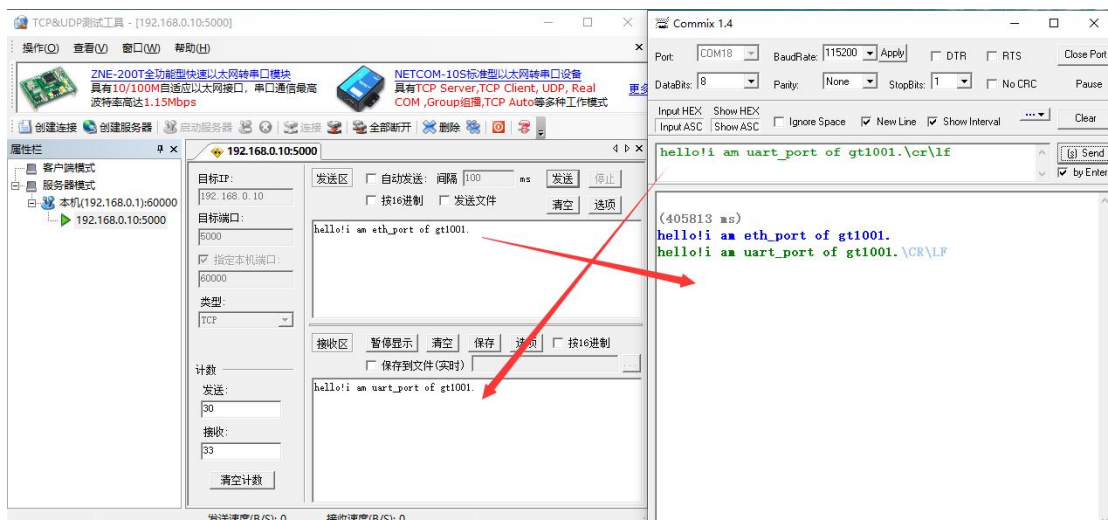 TCP&UDP测试工具 - [192.168.0.10:5000]
操作(O) 查看(V) 窗口(W) 帮助(H)
ZNE-200T全功能型快速以太网转串口模块
具有10/100M自适应以太网接口，串口通信最高
波特率高达1.15Mbps
NETCOM-10S标准型以太网转串口设备
具有TCP Server,TCP Client, UDP, Real
COM ,Group组播,TCP Auto等多种工作模式
更多
创建连接 创建服务器 启动服务器 连接 全部断开 删除
属性栏
客户端模式
服务器模式
本机(192.168.0.1):60000
192.168.0.10:5000
192.168.0.10:5000
目标IP:
192.168.0.10
目标端口:
5000
指定本机端口:
60000
类型:
TCP
计数
发送:
30
接收:
33
清空计数
发送区 自动发送: 间隔 100 ms 发送 停止
按16进制 发送文件 清空 选项
hello!i am eth_port of gt1001.
接收区 暂停显示 清空 保存 选项 按16进制
保存到文件(实时)
hello!i am uart_port of gt1001.
发送速度(B/S): 0 接收速度(B/S): 0
Commix 1.4
Port: COM18 BaudRate: 115200 Apply DTR RTS Close Port
DataBits: 8 Parity: None StopBits: 1 No CRC Pause
Input HEX Show HEX
Input ASC Show ASC Ignore Space New Line Show Interval Clear
hello!i am uart_port of gt1001.\cr\lf
[s] Send
by Enter
(405813 ms)
hello!i am eth_port of gt1001.
hello!i am uart_port of gt1001.\CR\LF